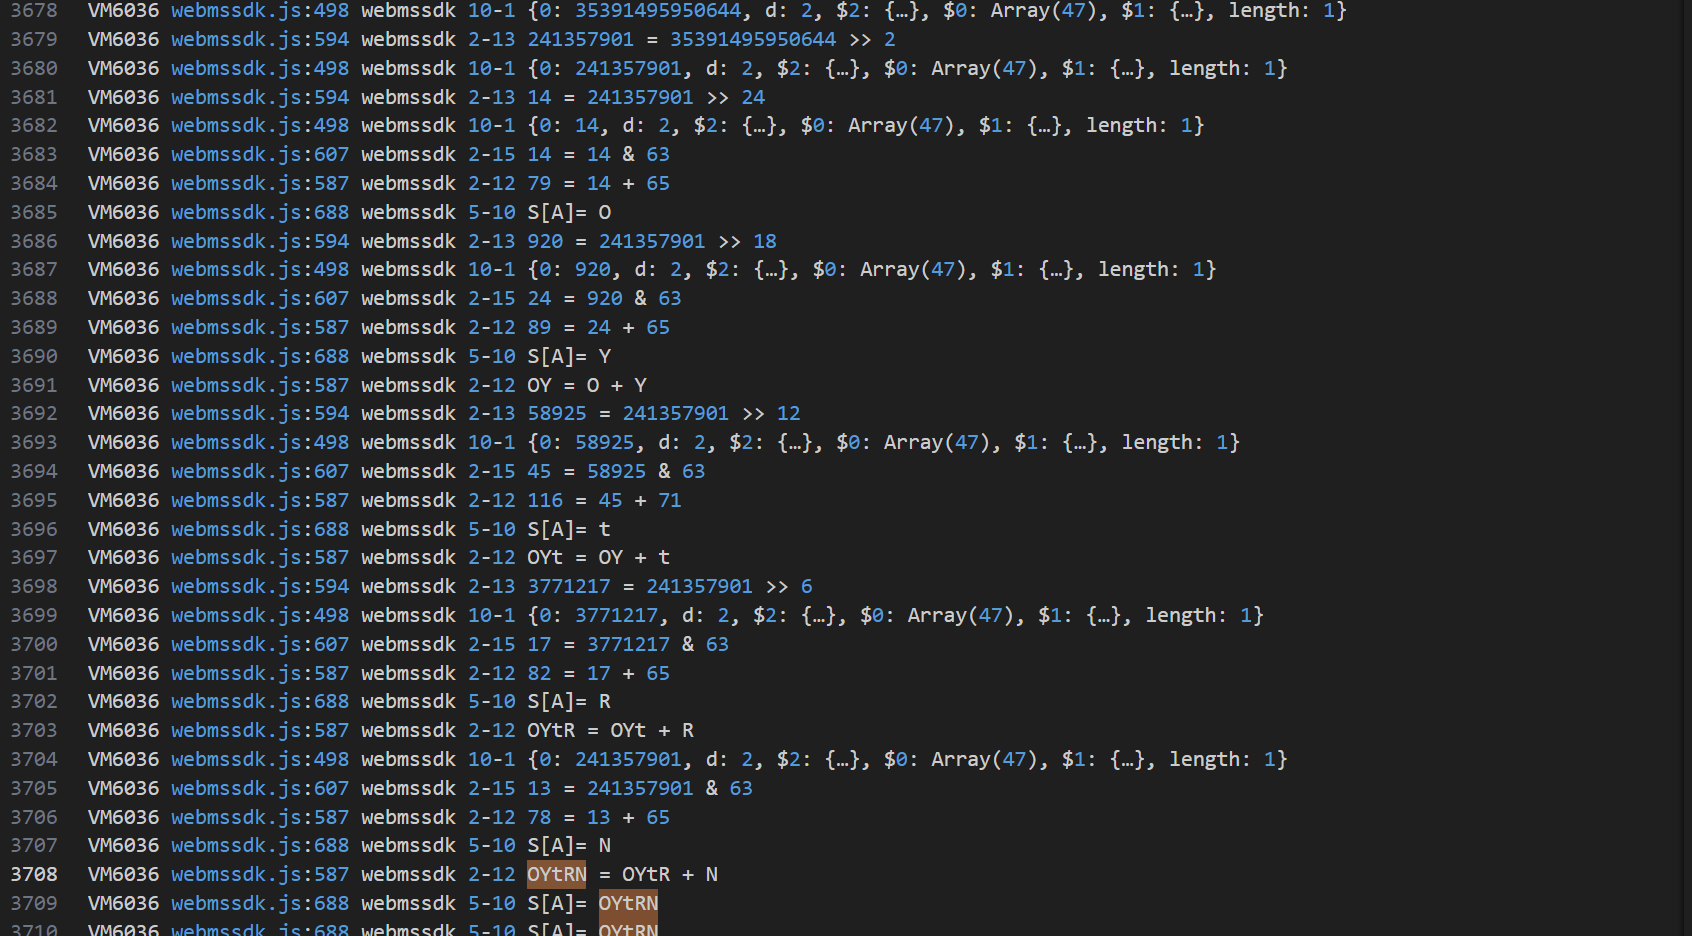 3678 VM6036 webmssdk.js:498 webmssdk 10-1 {0: 35391495950644, d: 2, $2: {…}, $0: Array(47), $1: {…}, length: 1}
3679 VM6036 webmssdk.js:594 webmssdk 2-13 241357901 = 35391495950644 >> 2
3680 VM6036 webmssdk.js:498 webmssdk 10-1 {0: 241357901, d: 2, $2: {…}, $0: Array(47), $1: {…}, length: 1}
3681 VM6036 webmssdk.js:594 webmssdk 2-13 14 = 241357901 >> 24
3682 VM6036 webmssdk.js:498 webmssdk 10-1 {0: 14, d: 2, $2: {…}, $0: Array(47), $1: {…}, length: 1}
3683 VM6036 webmssdk.js:607 webmssdk 2-15 14 = 14 & 63
3684 VM6036 webmssdk.js:587 webmssdk 2-12 79 = 14 + 65
3685 VM6036 webmssdk.js:688 webmssdk 5-10 S[A]= O
3686 VM6036 webmssdk.js:594 webmssdk 2-13 920 = 241357901 >> 18
3687 VM6036 webmssdk.js:498 webmssdk 10-1 {0: 920, d: 2, $2: {…}, $0: Array(47), $1: {…}, length: 1}
3688 VM6036 webmssdk.js:607 webmssdk 2-15 24 = 920 & 63
3689 VM6036 webmssdk.js:587 webmssdk 2-12 89 = 24 + 65
3690 VM6036 webmssdk.js:688 webmssdk 5-10 S[A]= Y
3691 VM6036 webmssdk.js:587 webmssdk 2-12 OY = O + Y
3692 VM6036 webmssdk.js:594 webmssdk 2-13 58925 = 241357901 >> 12
3693 VM6036 webmssdk.js:498 webmssdk 10-1 {0: 58925, d: 2, $2: {…}, $0: Array(47), $1: {…}, length: 1}
3694 VM6036 webmssdk.js:607 webmssdk 2-15 45 = 58925 & 63
3695 VM6036 webmssdk.js:587 webmssdk 2-12 116 = 45 + 71
3696 VM6036 webmssdk.js:688 webmssdk 5-10 S[A]= t
3697 VM6036 webmssdk.js:587 webmssdk 2-12 OYt = OY + t
3698 VM6036 webmssdk.js:594 webmssdk 2-13 3771217 = 241357901 >> 6
3699 VM6036 webmssdk.js:498 webmssdk 10-1 {0: 3771217, d: 2, $2: {…}, $0: Array(47), $1: {…}, length: 1}
3700 VM6036 webmssdk.js:607 webmssdk 2-15 17 = 3771217 & 63
3701 VM6036 webmssdk.js:587 webmssdk 2-12 82 = 17 + 65
3702 VM6036 webmssdk.js:688 webmssdk 5-10 S[A]= R
3703 VM6036 webmssdk.js:587 webmssdk 2-12 OYtR = OYt + R
3704 VM6036 webmssdk.js:498 webmssdk 10-1 {0: 241357901, d: 2, $2: {…}, $0: Array(47), $1: {…}, length: 1}
3705 VM6036 webmssdk.js:607 webmssdk 2-15 13 = 241357901 & 63
3706 VM6036 webmssdk.js:587 webmssdk 2-12 78 = 13 + 65
3707 VM6036 webmssdk.js:688 webmssdk 5-10 S[A]= N
3708 VM6036 webmssdk.js:587 webmssdk 2-12 OYtRN = OYtR + N
3709 VM6036 webmssdk.js:688 webmssdk 5-10 S[A]= OYtRN
3710 VM6036 webmssdk.js:688 webmssdk 5-10 S[A]= OYtRN